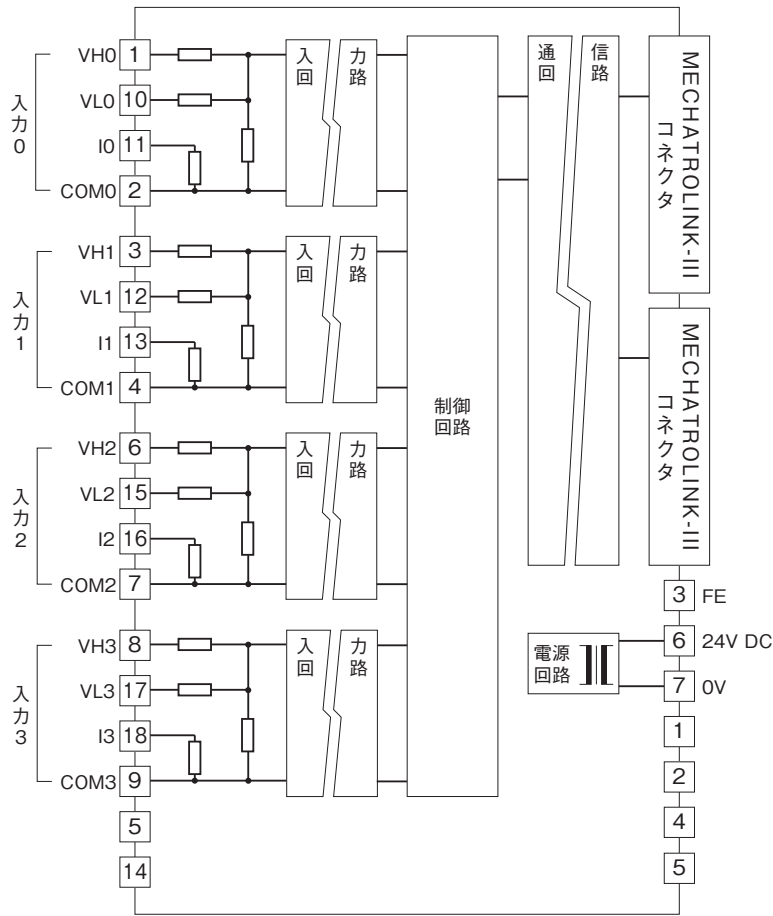 入力0
VH0 1
VL0 10
I0 11
COM0 2
入力回路
入力1
VH1 3
VL1 12
I1 13
COM1 4
入力回路
入力2
VH2 6
VL2 15
I2 16
COM2 7
入力回路
入力3
VH3 8
VL3 17
I3 18
COM3 9
入力回路
5
14
制御
回路
通信
回路
MECHATROLINK-III
コネクタ
MECHATROLINK-III
コネクタ
電源
回路
3 FE
6 24V DC
7 0V
1
2
4
5